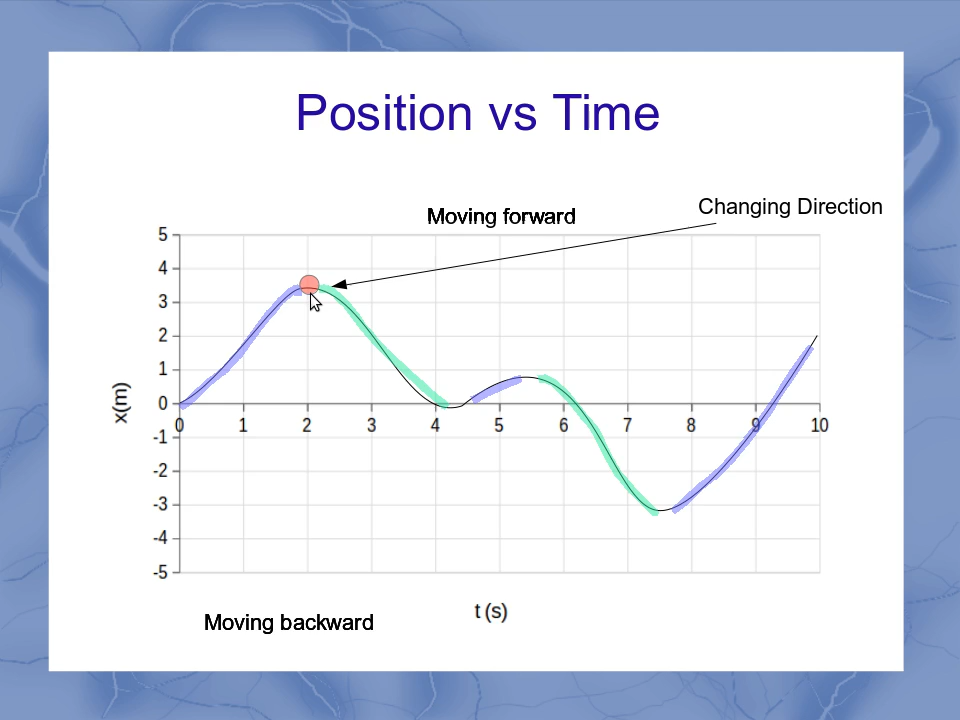 Position vs Time
Changing Direction
Moving forward
5
4
3
2
1
0
-1
-2
-3
-4
-5
x(m)
0 1 2 3 4 5 6 7 8 9 10
t (s)
Moving backward